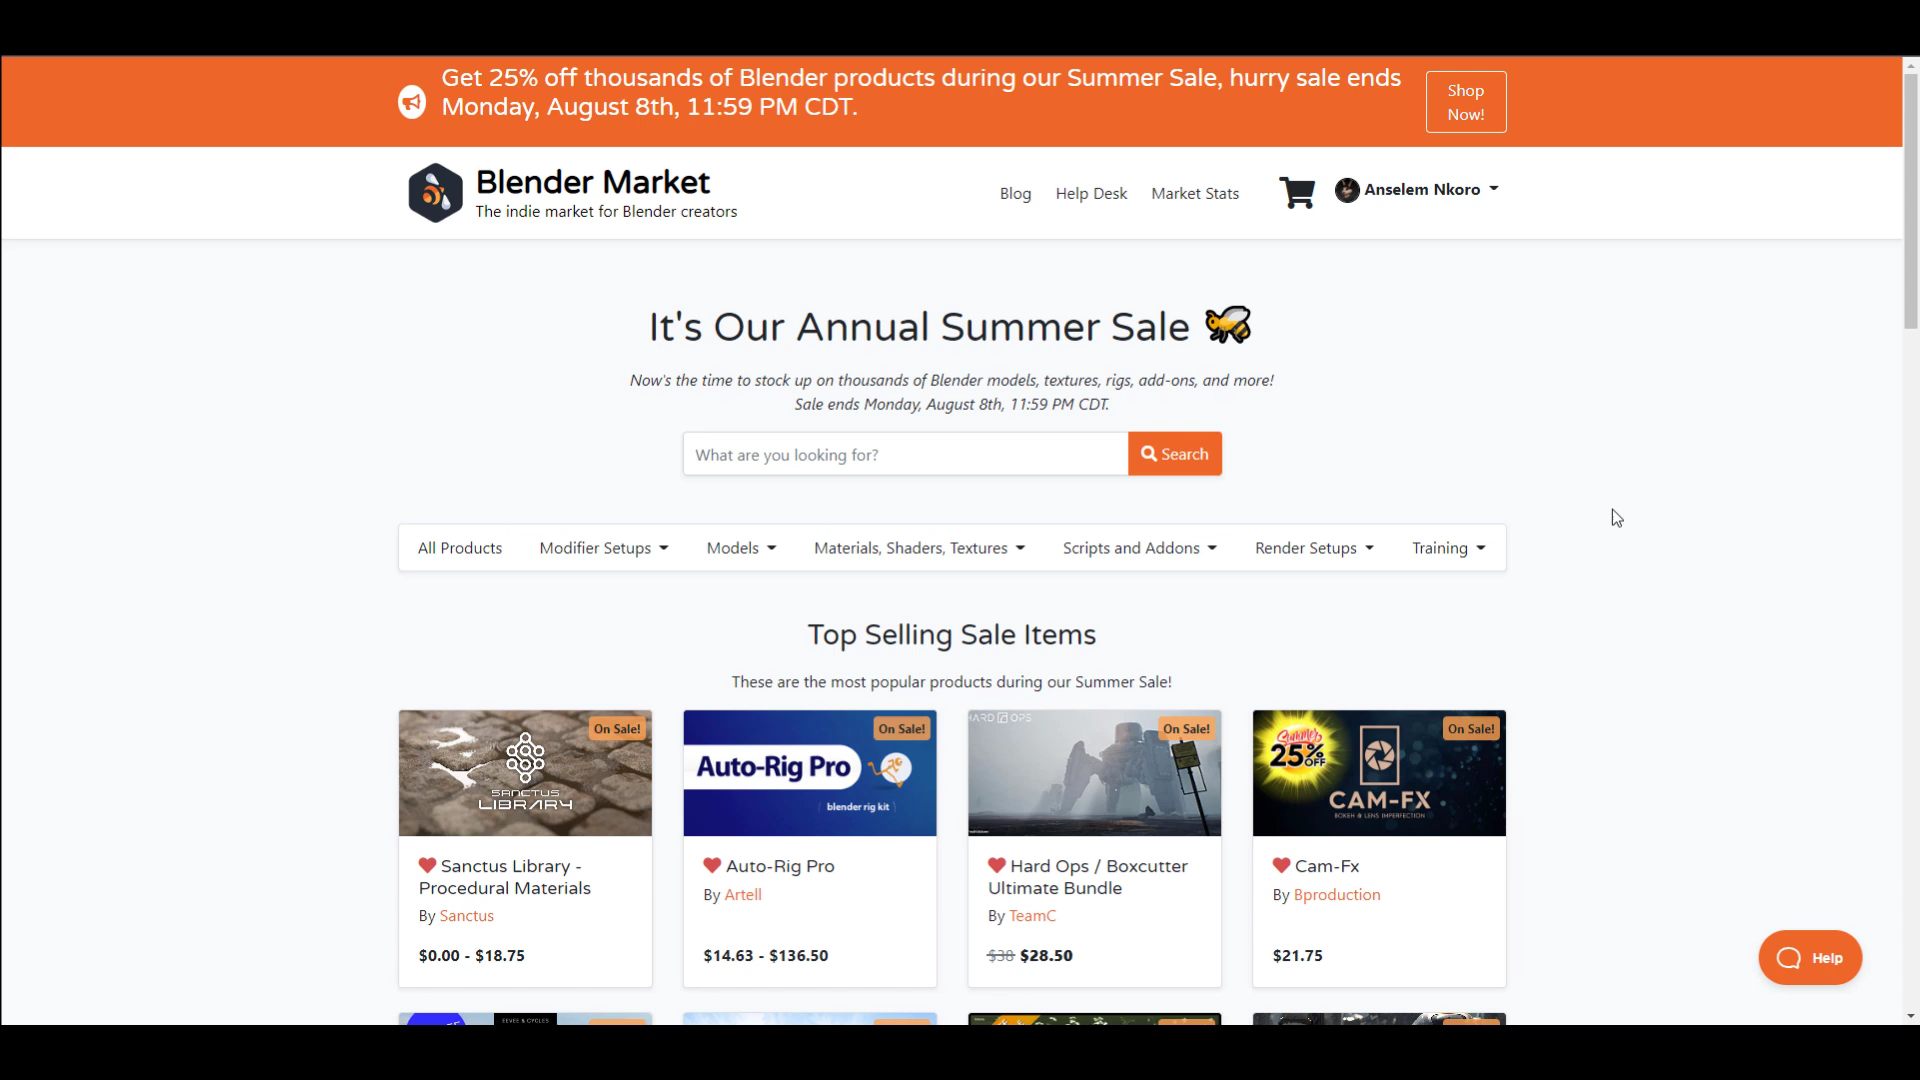 Get 25% off thousands of Blender products during our Summer Sale, hurry sale ends
Monday, August 8th, 11:59 PM CDT.
Shop
Now!
Blender Market
The indie market for Blender creators
Blog
Help Desk
Market Stats
Anselem Nkoro
It's Our Annual Summer Sale
Now's the time to stock up on thousands of Blender models, textures, rigs, add-ons, and more!
Sale ends Monday, August 8th, 11:59 PM CDT.
What are you looking for?
Search
All Products
Modifier Setups
Models
Materials, Shaders, Textures
Scripts and Addons
Render Setups
Training
Top Selling Sale Items
These are the most popular products during our Summer Sale!
On Sale!
SANCTUS
LIBRARY
Sanctus Library -
Procedural Materials
By Sanctus
$0.00 - $18.75
On Sale!
Auto-Rig Pro
blender rig kit
Auto-Rig Pro
By Artell
$14.63 - $136.50
HARD OPS
On Sale!
Hard Ops / Boxcutter
Ultimate Bundle
By TeamC
$38 $28.50
On Sale!
Summer
25%
OFF
CAM-FX
BOKEH & LENS IMPERFECTION
Cam-Fx
By Bproduction
$21.75
Help
EEVEE & CYCLES